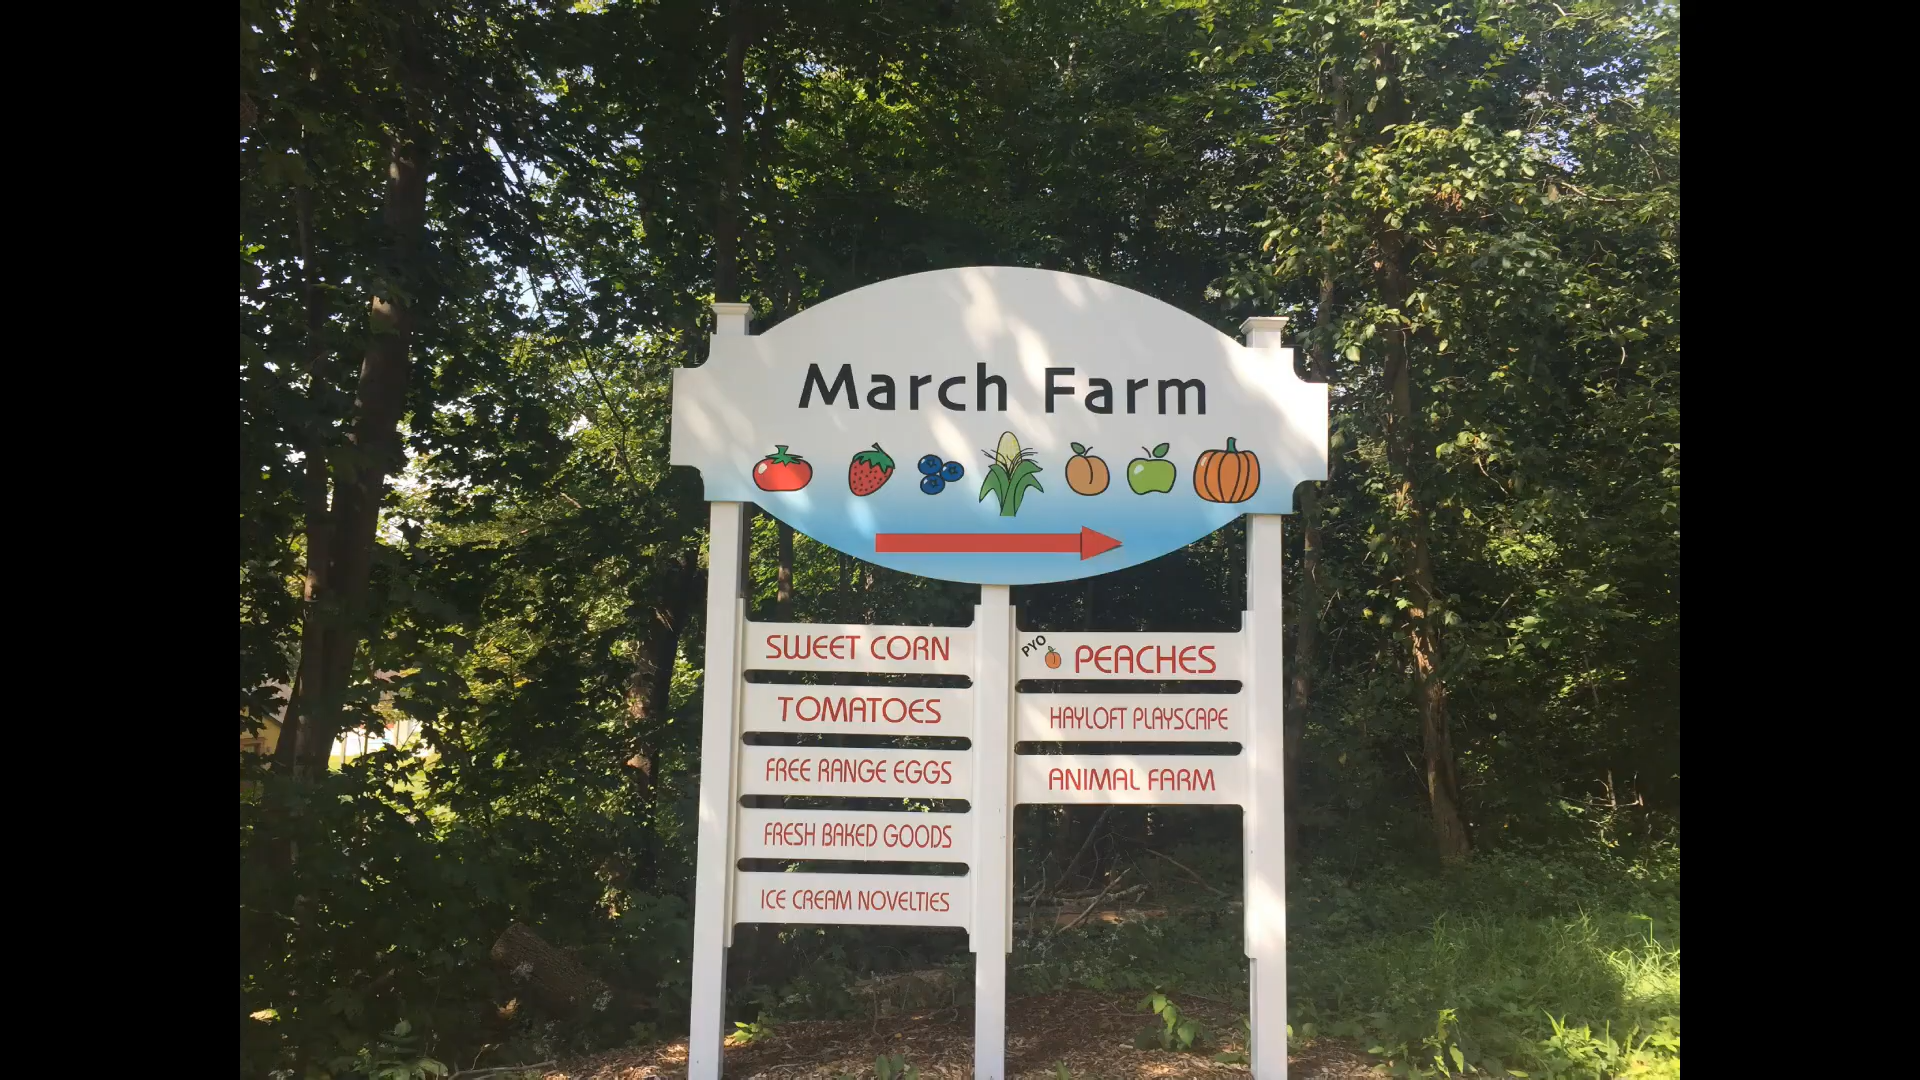 March Farm
SWEET CORN
TOMATOES
FREE RANGE EGGS
FRESH BAKED GOODS
ICE CREAM NOVELTIES
PYO PEACHES
HAYLOFT PLAYSCAPE
ANIMAL FARM